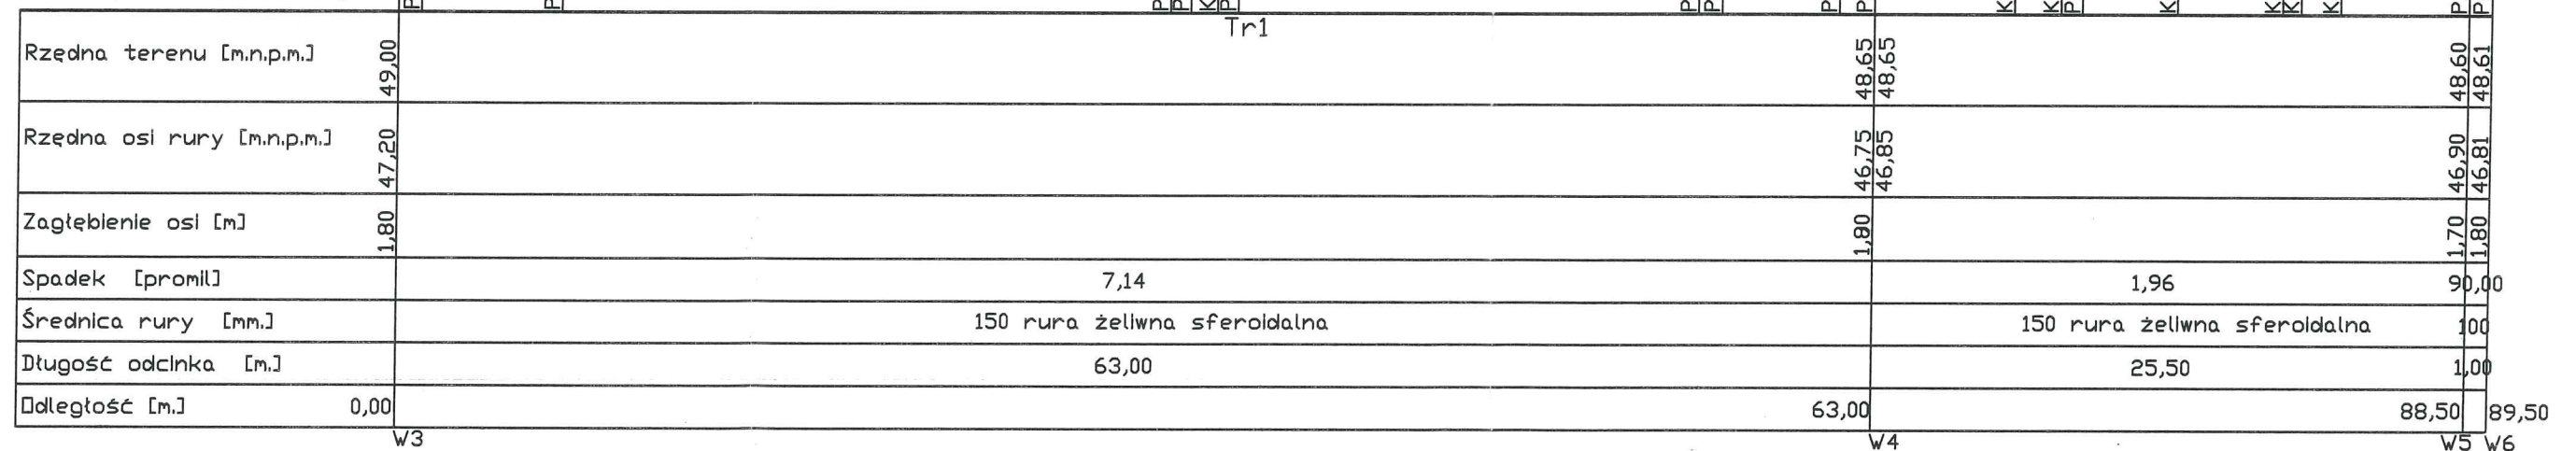 P P P P K P P P P P K K P K K K K P P
Tr1
Rzędna terenu [m.n.p.m.] 49,00 48,65 48,65 48,60 48,61
Rzędna osi rury [m.n.p.m.] 47,20 46,75 46,85 46,90 46,81
Zagłębienie osi [m] 1,80 1,80 1,70 1,80
Spadek [promil] 7,14 1,96 90,00
Średnica rury [mm.] 150 rura żeliwna sferoidalna 150 rura żeliwna sferoidalna 100
Długość odcinka [m.] 63,00 25,50 1,00
Odległość [m.] 0,00 63,00 88,50 89,50
W3 W4 W5 W6